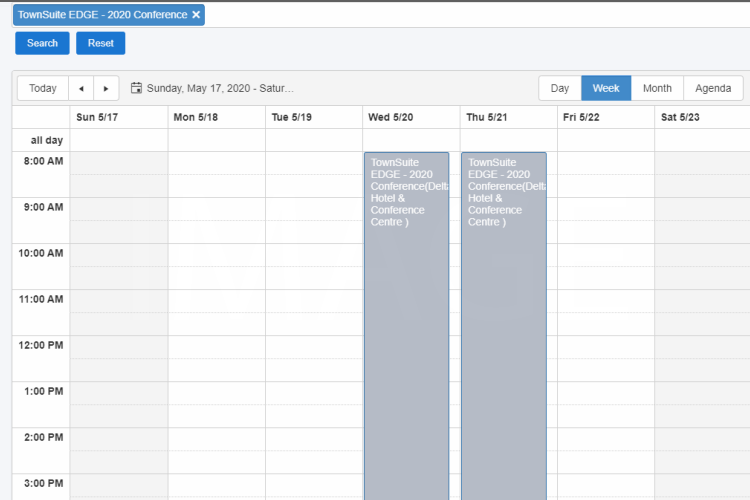 TownSuite EDGE - 2020 Conference ×
Search Reset
Today Sunday, May 17, 2020 - Satur... Day Week Month Agenda
Sun 5/17 Mon 5/18 Tue 5/19 Wed 5/20 Thu 5/21 Fri 5/22 Sat 5/23
all day
8:00 AM
TownSuite
EDGE - 2020
Conference(Delt
Hotel &
Conference
Centre )
TownSuite
EDGE - 2020
Conference(Delt
Hotel &
Conference
Centre )
9:00 AM
10:00 AM
11:00 AM
12:00 PM
1:00 PM
2:00 PM
3:00 PM